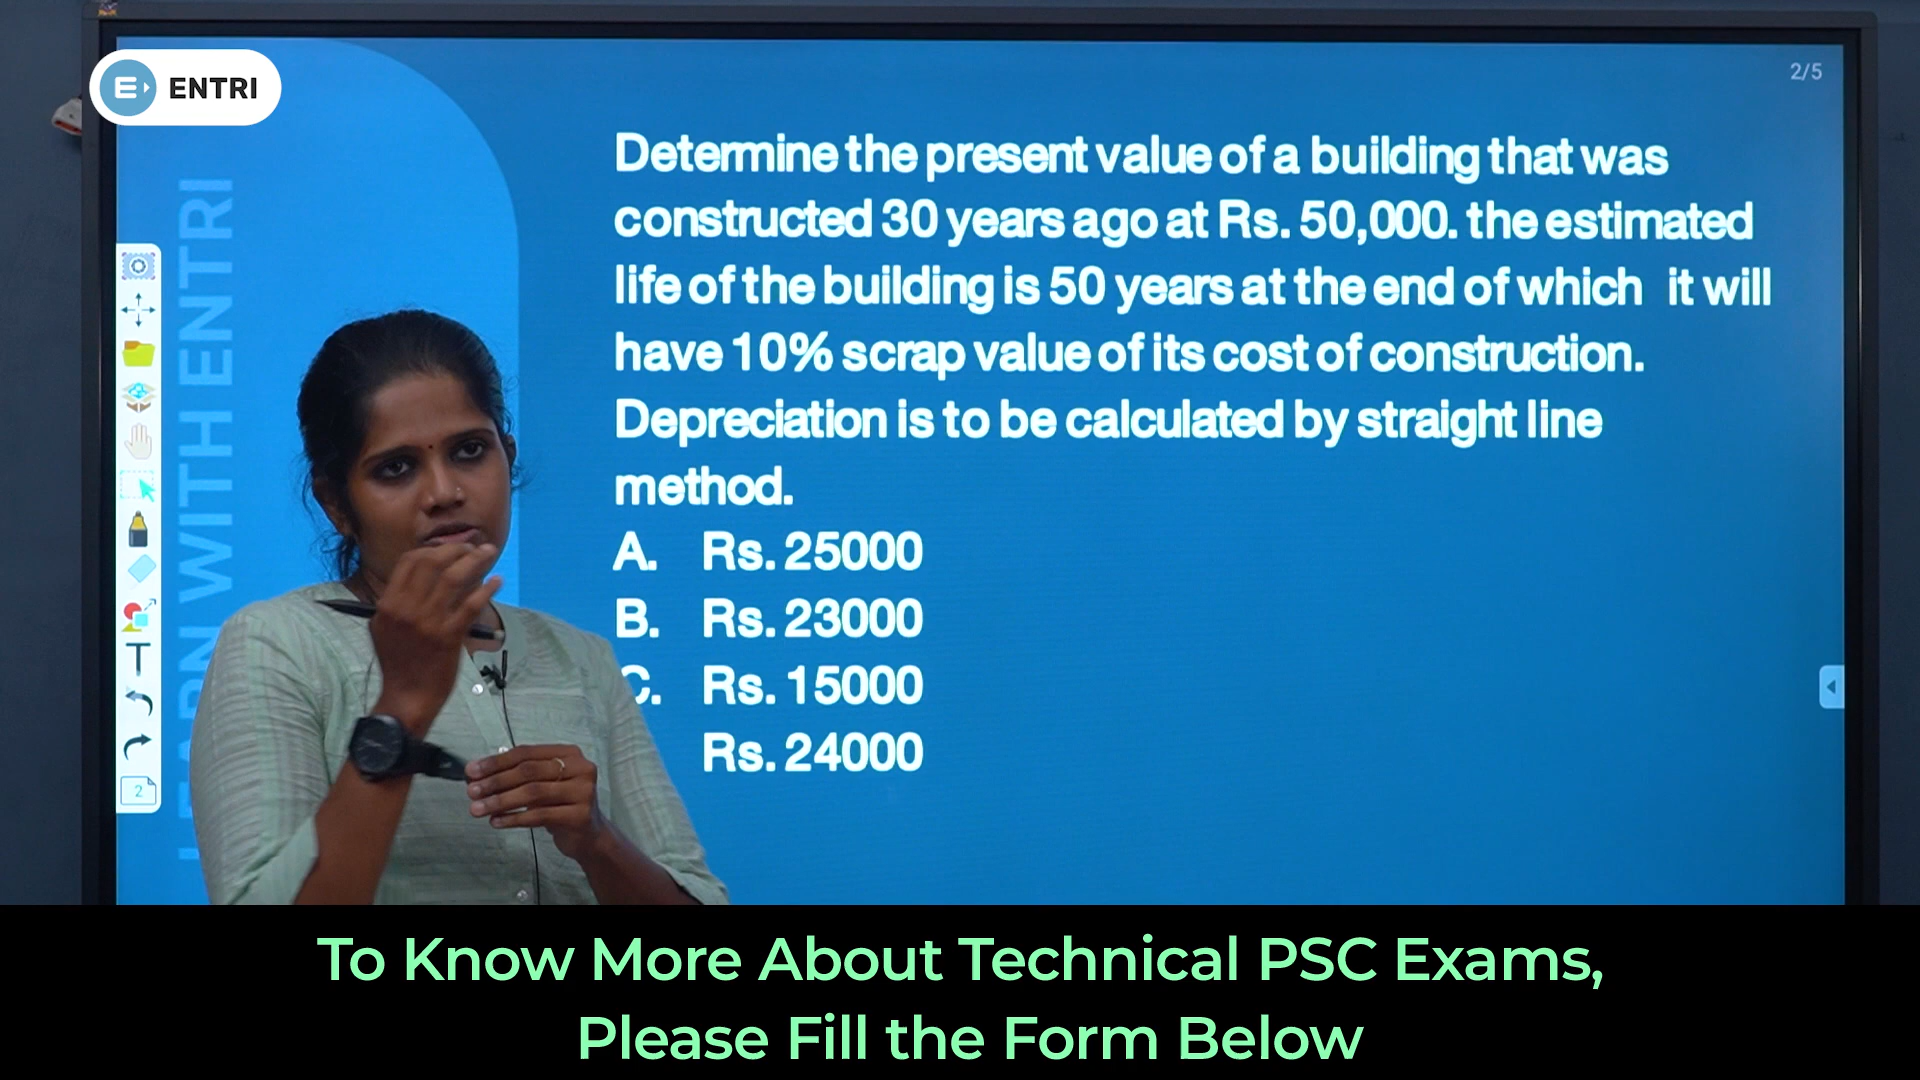 ENTRI
2/5
LEARN WITH ENTRI
Determine the present value of a building that was
constructed 30 years ago at Rs. 50,000. the estimated
life of the building is 50 years at the end of which it will
have 10% scrap value of its cost of construction.
Depreciation is to be calculated by straight line
method.
A. Rs. 25000
B. Rs. 23000
C. Rs. 15000
Rs. 24000
T
2
To Know More About Technical PSC Exams,
Please Fill the Form Below